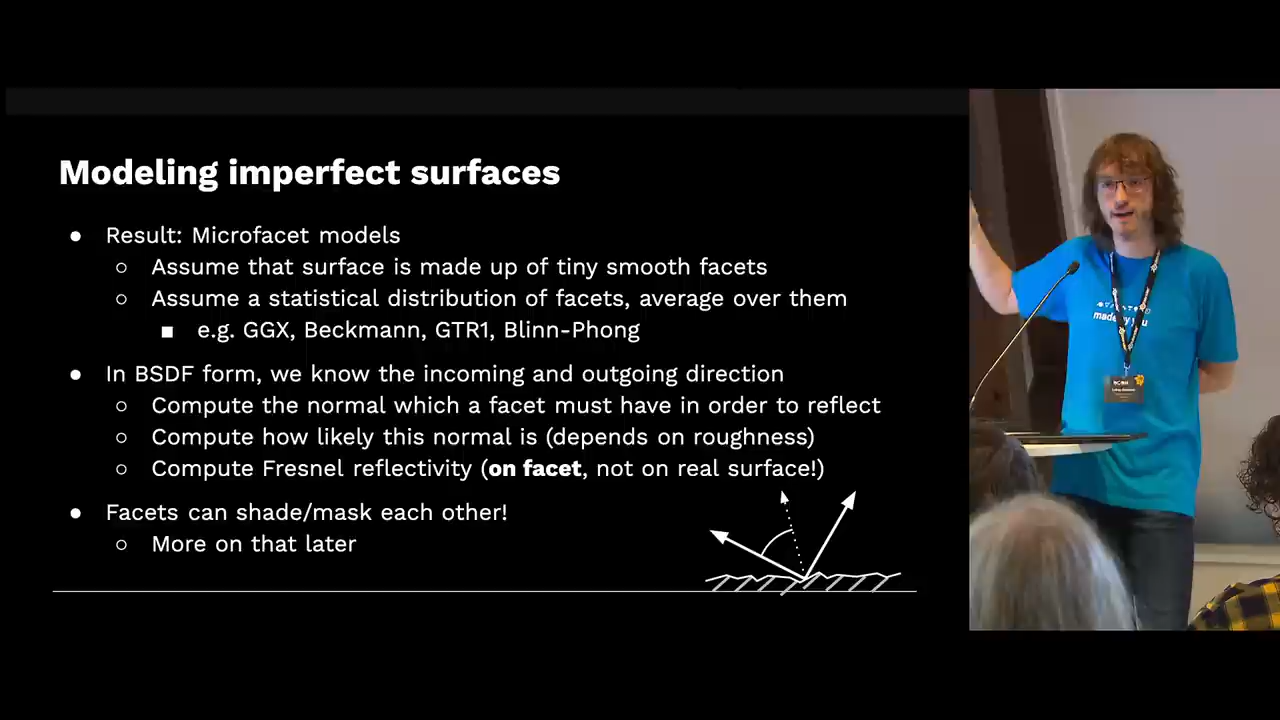 Modeling imperfect surfaces
● Result: Microfacet models
○ Assume that surface is made up of tiny smooth facets
○ Assume a statistical distribution of facets, average over them
■ e.g. GGX, Beckmann, GTR1, Blinn-Phong
● In BSDF form, we know the incoming and outgoing direction
○ Compute the normal which a facet must have in order to reflect
○ Compute how likely this normal is (depends on roughness)
○ Compute Fresnel reflectivity (on facet, not on real surface!)
● Facets can shade/mask each other!
○ More on that later
made by you